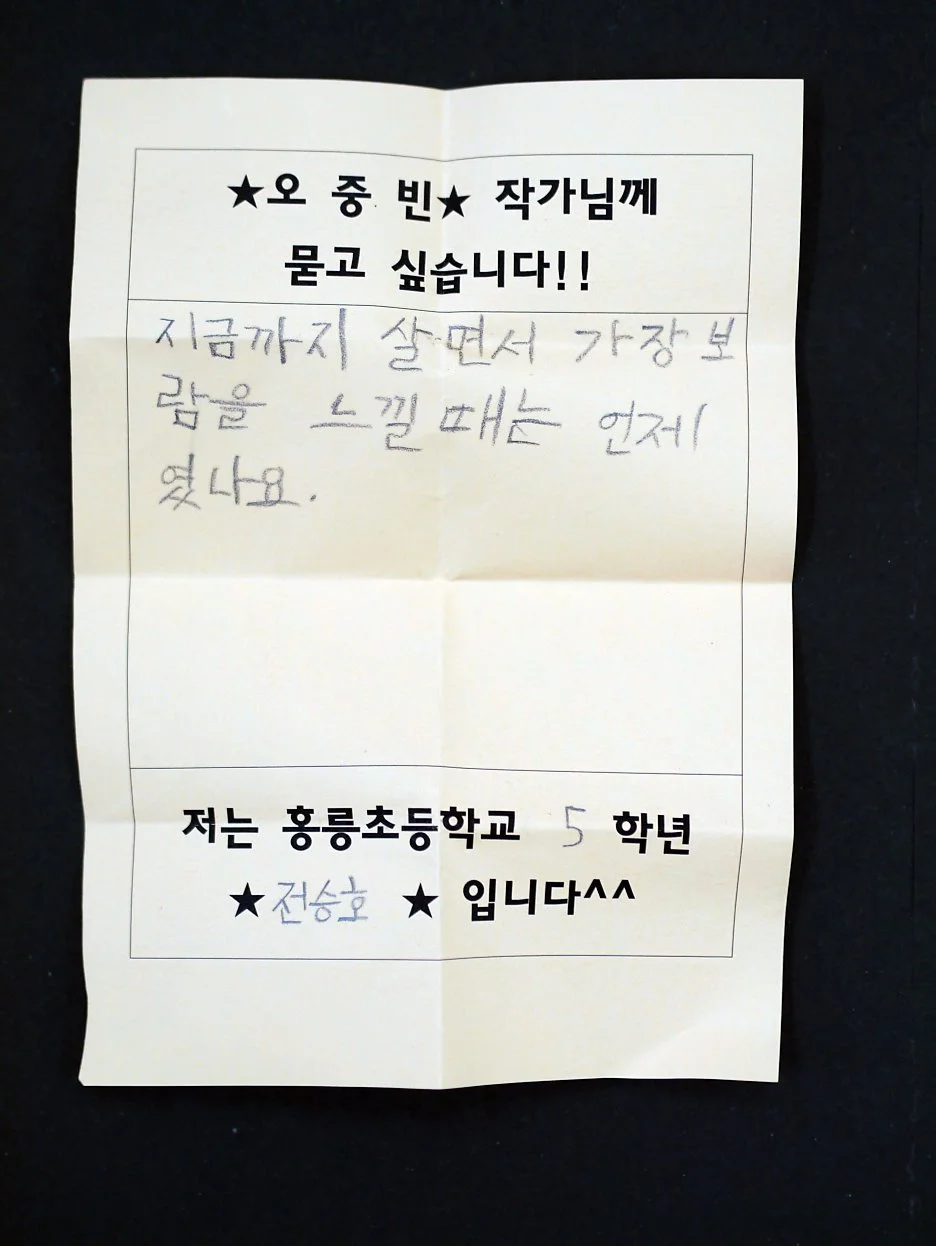 ★오 중 빈★ 작가님께
묻고 싶습니다!!
지금까지 살면서 가장 보
람을 느낄 때는 언제
였나요.
저는 홍릉초등학교 5 학년
★전승호 ★ 입니다^^